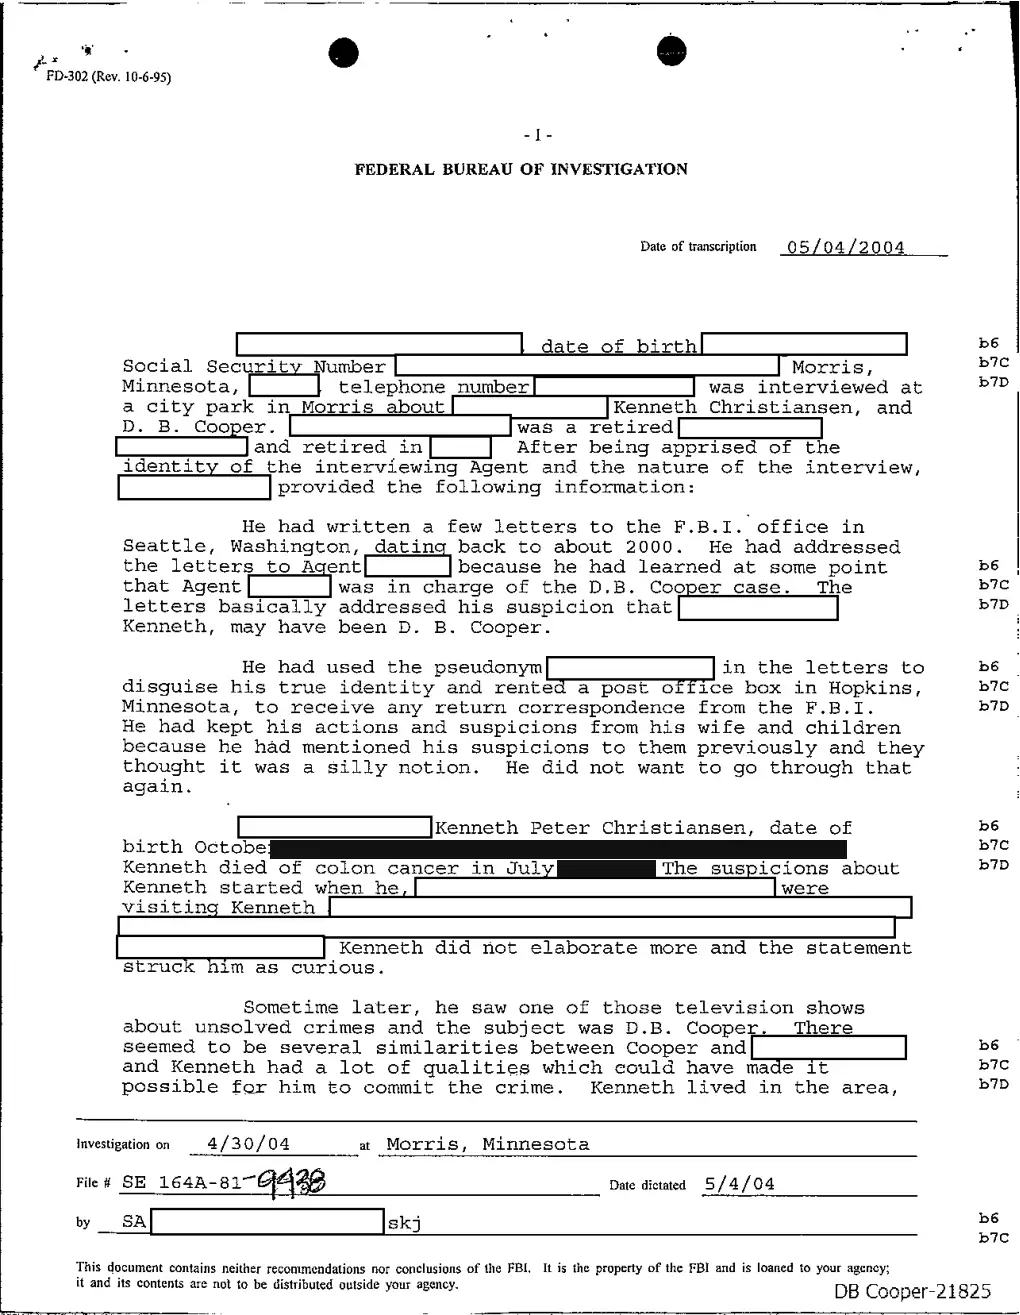 FD-302 (Rev. 10-6-95)
- 1 -
FEDERAL BUREAU OF INVESTIGATION
Date of transcription 05/04/2004
, date of birth b6
Social Security Number Morris, b7C
Minnesota, , telephone number was interviewed at b7D
a city park in Morris about Kenneth Christiansen, and
D. B. Cooper. was a retired
and retired in After being apprised of the
identity of the interviewing Agent and the nature of the interview,
provided the following information:
He had written a few letters to the F.B.I. office in
Seattle, Washington, dating back to about 2000. He had addressed
the letters to Agent because he had learned at some point b6
that Agent was in charge of the D.B. Cooper case. The b7C
letters basically addressed his suspicion that b7D
Kenneth, may have been D. B. Cooper.
He had used the pseudonym in the letters to b6
disguise his true identity and rented a post office box in Hopkins, b7C
Minnesota, to receive any return correspondence from the F.B.I. b7D
He had kept his actions and suspicions from his wife and children
because he had mentioned his suspicions to them previously and they
thought it was a silly notion. He did not want to go through that
again.
Kenneth Peter Christiansen, date of b6
birth October b7C
Kenneth died of colon cancer in July The suspicions about b7D
Kenneth started when he, were
visiting Kenneth
Kenneth did not elaborate more and the statement
struck him as curious.
Sometime later, he saw one of those television shows
about unsolved crimes and the subject was D.B. Cooper. There
seemed to be several similarities between Cooper and b6
and Kenneth had a lot of qualities which could have made it b7C
possible for him to commit the crime. Kenneth lived in the area, b7D
Investigation on 4/30/04 at Morris, Minnesota
File # SE 164A-81-9438 Date dictated 5/4/04
by SA skj b6
b7C
This document contains neither recommendations nor conclusions of the FBI. It is the property of the FBI and is loaned to your agency;
it and its contents are not to be distributed outside your agency.
DB Cooper-21825